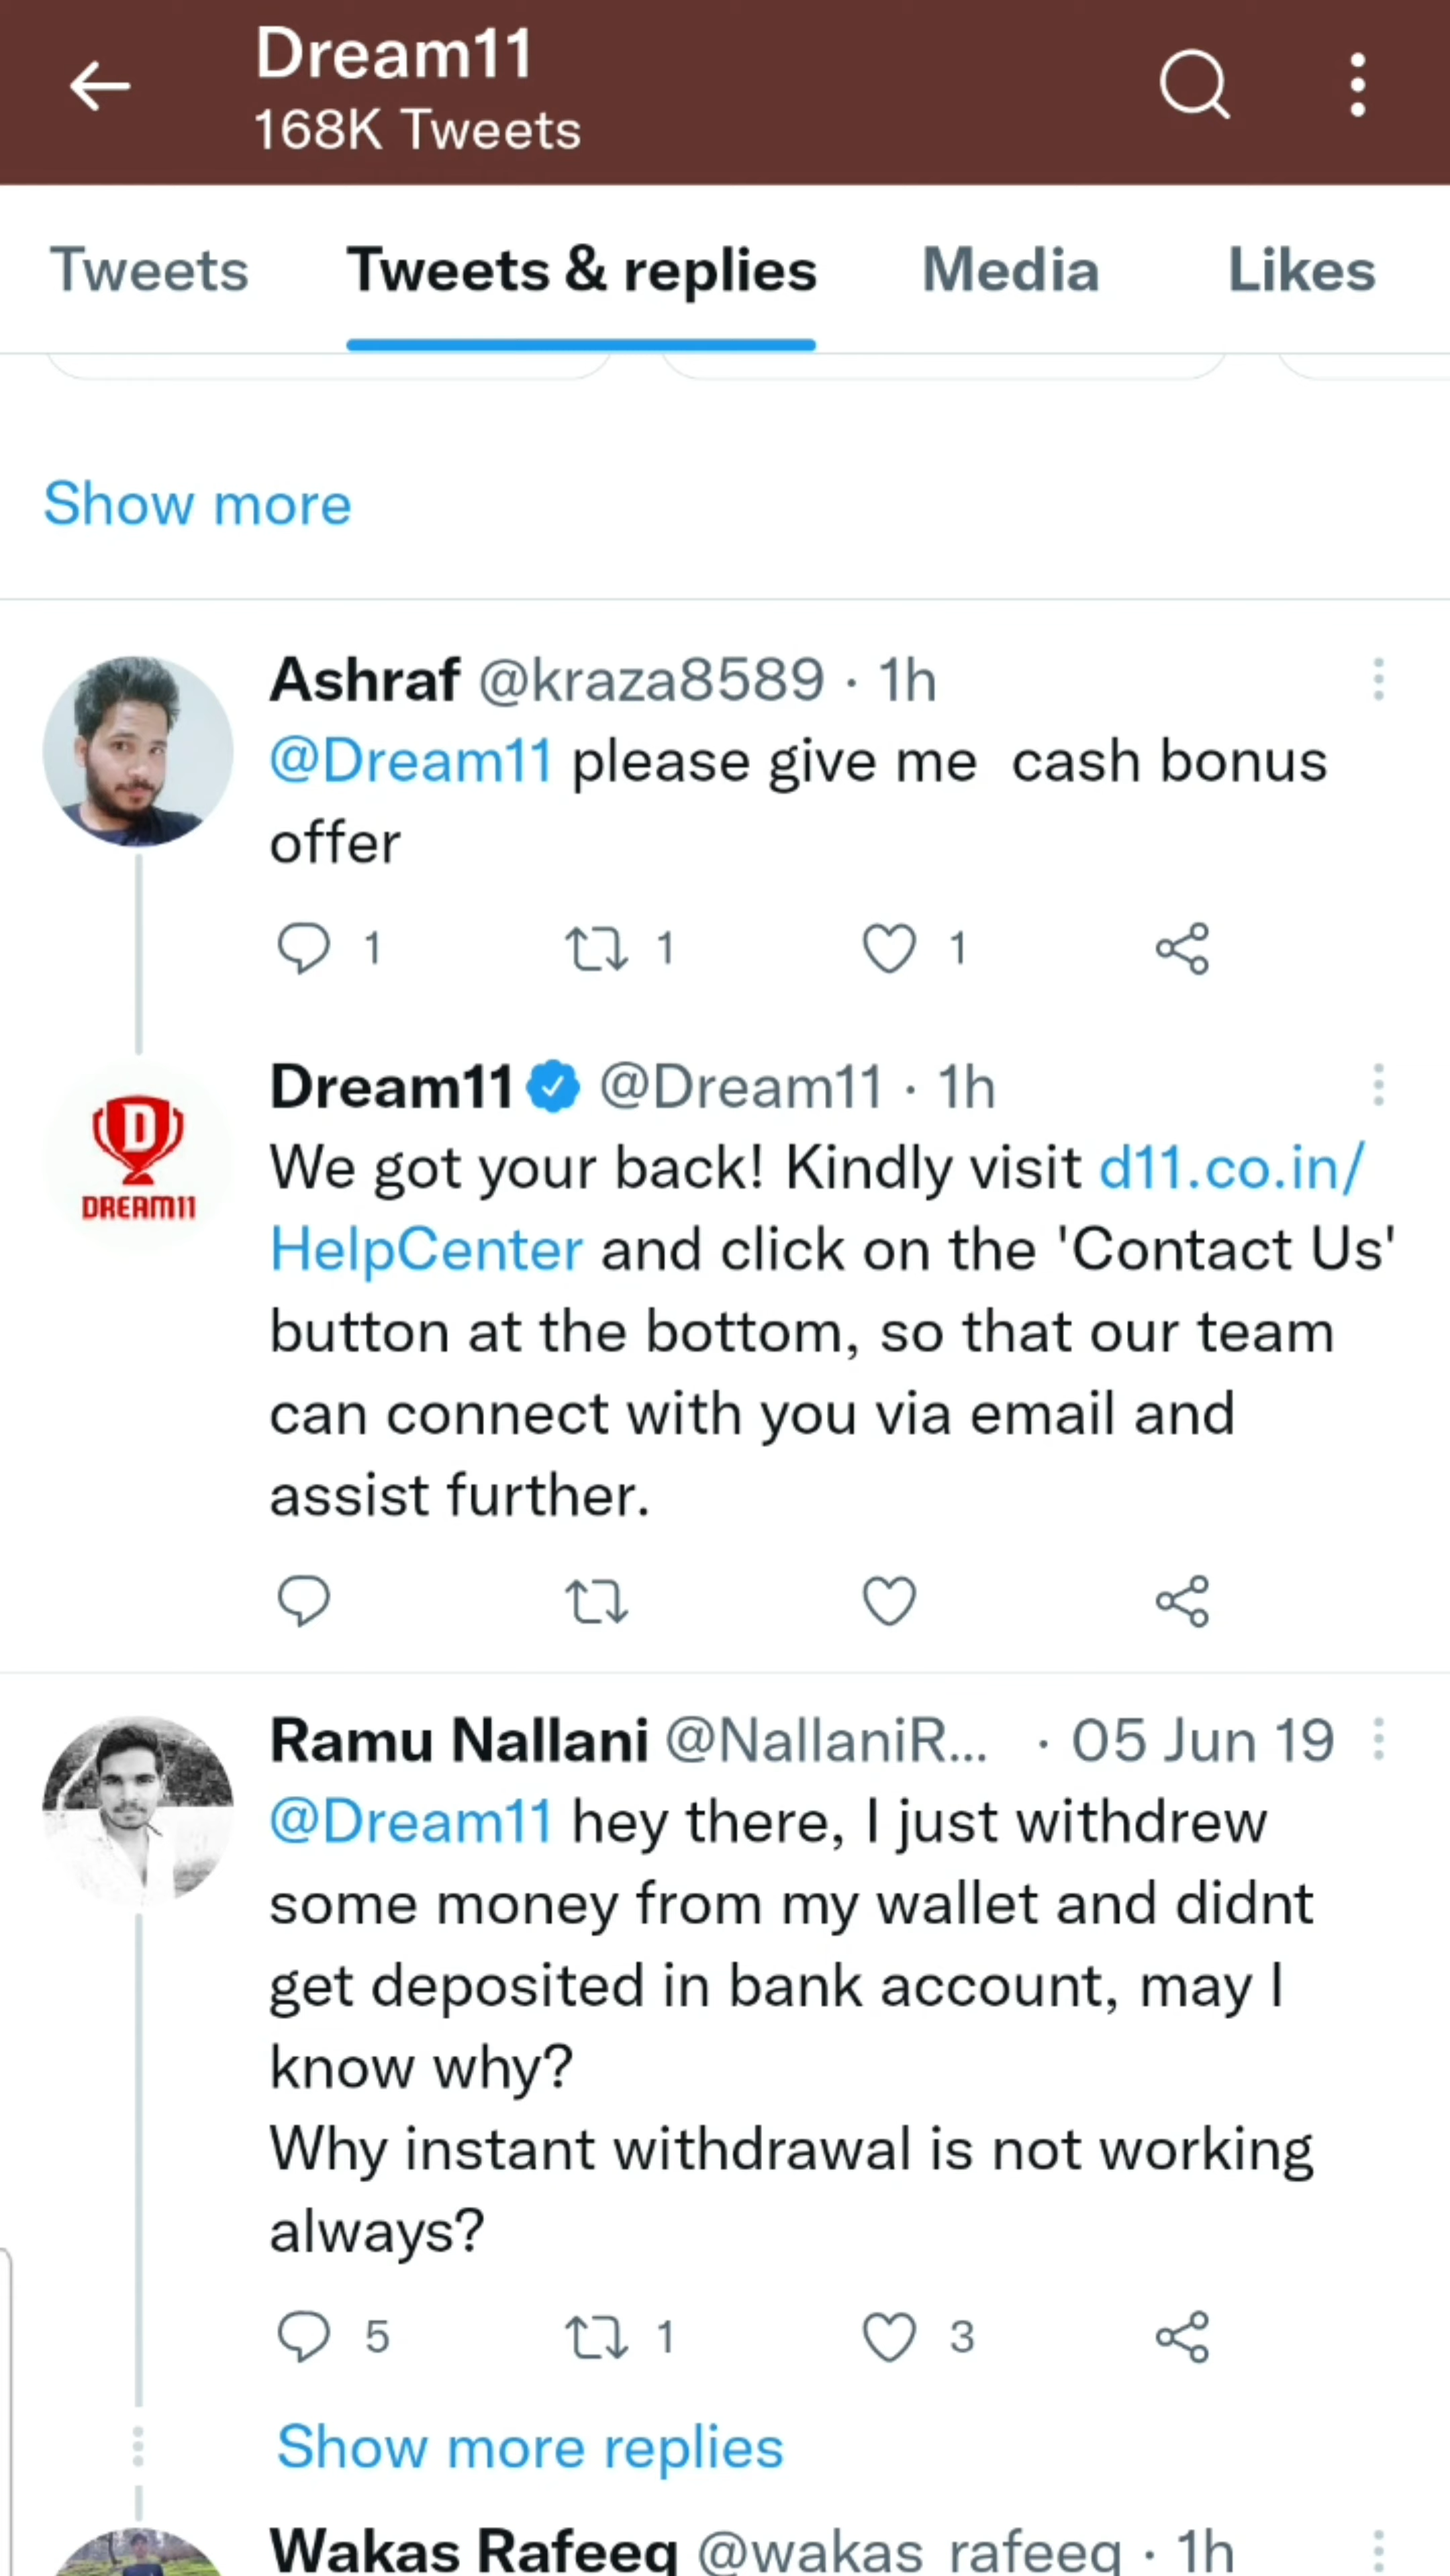 Dream11
168K Tweets
Tweets Tweets & replies Media Likes
Show more
Ashraf @kraza8589 · 1h
@Dream11 please give me cash bonus
offer
1 1 1
Dream11 @Dream11 · 1h
D
DREAM11
We got your back! Kindly visit d11.co.in/
HelpCenter and click on the 'Contact Us'
button at the bottom, so that our team
can connect with you via email and
assist further.
Ramu Nallani @NallaniR... · 05 Jun 19
@Dream11 hey there, I just withdrew
some money from my wallet and didnt
get deposited in bank account, may I
know why?
Why instant withdrawal is not working
always?
5 1 3
Show more replies
Wakas Rafeeq @wakas_rafeeq · 1h